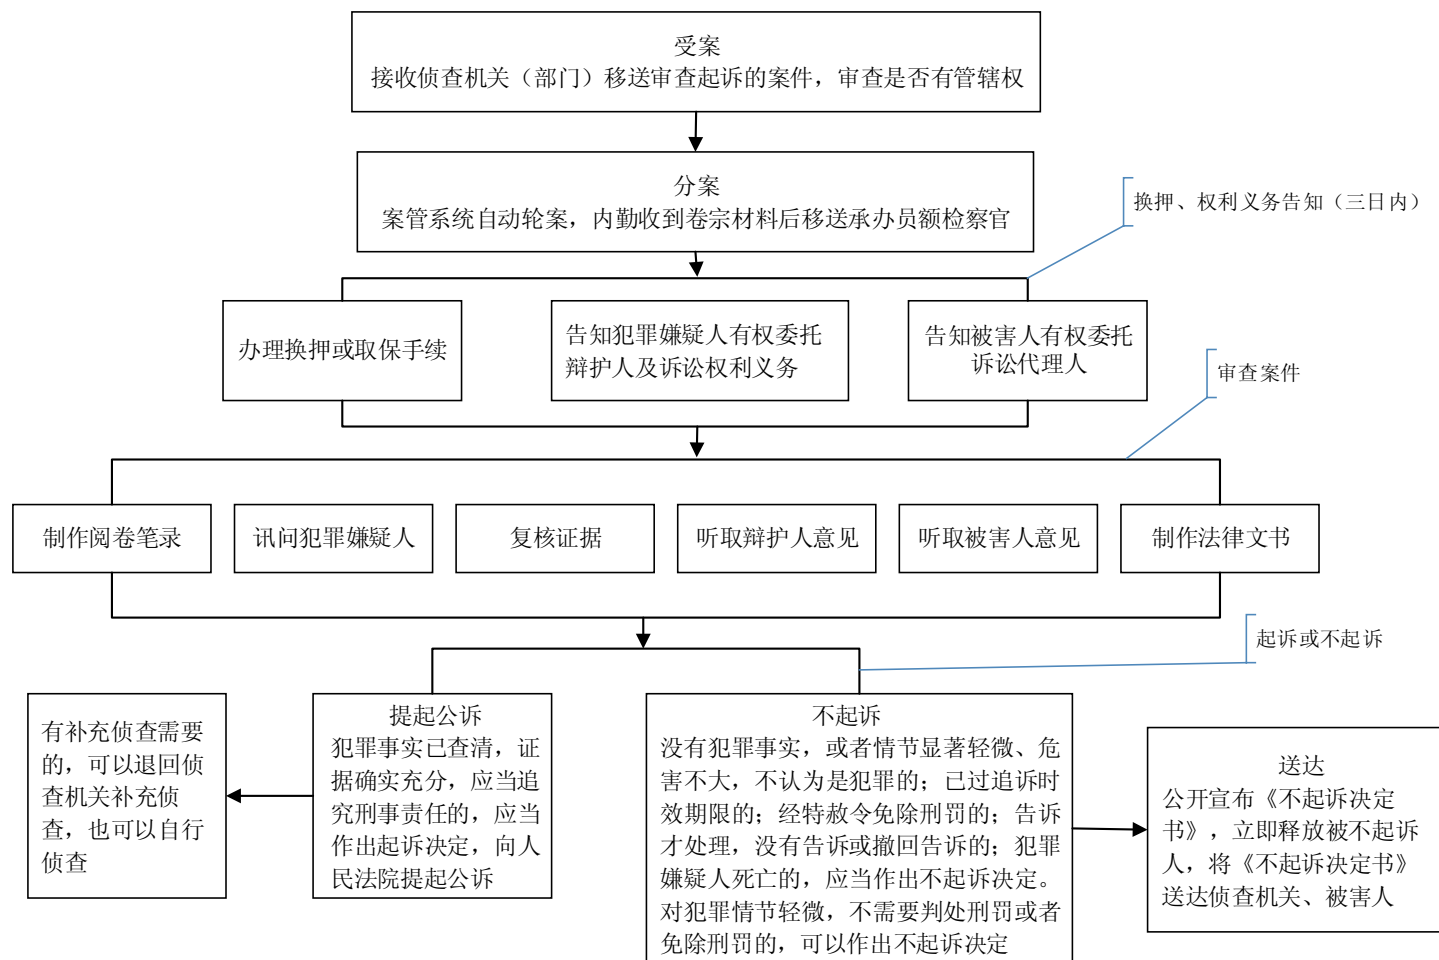 受案
接收侦查机关（部门）移送审查起诉的案件，审查是否有管辖权
分案
案管系统自动轮案，内勤收到卷宗材料后移送承办员额检察官
换押、权利义务告知（三日内）
办理换押或取保手续
告知犯罪嫌疑人有权委托
辩护人及诉讼权利义务
告知被害人有权委托
诉讼代理人
审查案件
制作阅卷笔录
讯问犯罪嫌疑人
复核证据
听取辩护人意见
听取被害人意见
制作法律文书
起诉或不起诉
有补充侦查需要
的，可以退回侦
查机关补充侦
查，也可以自行
侦查
提起公诉
犯罪事实已查清，证
据确实充分，应当追
究刑事责任的，应当
作出起诉决定，向人
民法院提起公诉
不起诉
没有犯罪事实，或者情节显著轻微、危
害不大，不认为是犯罪的；已过追诉时
效期限的；经特赦令免除刑罚的；告诉
才处理，没有告诉或撤回告诉的；犯罪
嫌疑人死亡的，应当作出不起诉决定。
对犯罪情节轻微，不需要判处刑罚或者
免除刑罚的，可以作出不起诉决定
送达
公开宣布《不起诉决定
书》，立即释放被不起诉
人，将《不起诉决定书》
送达侦查机关、被害人